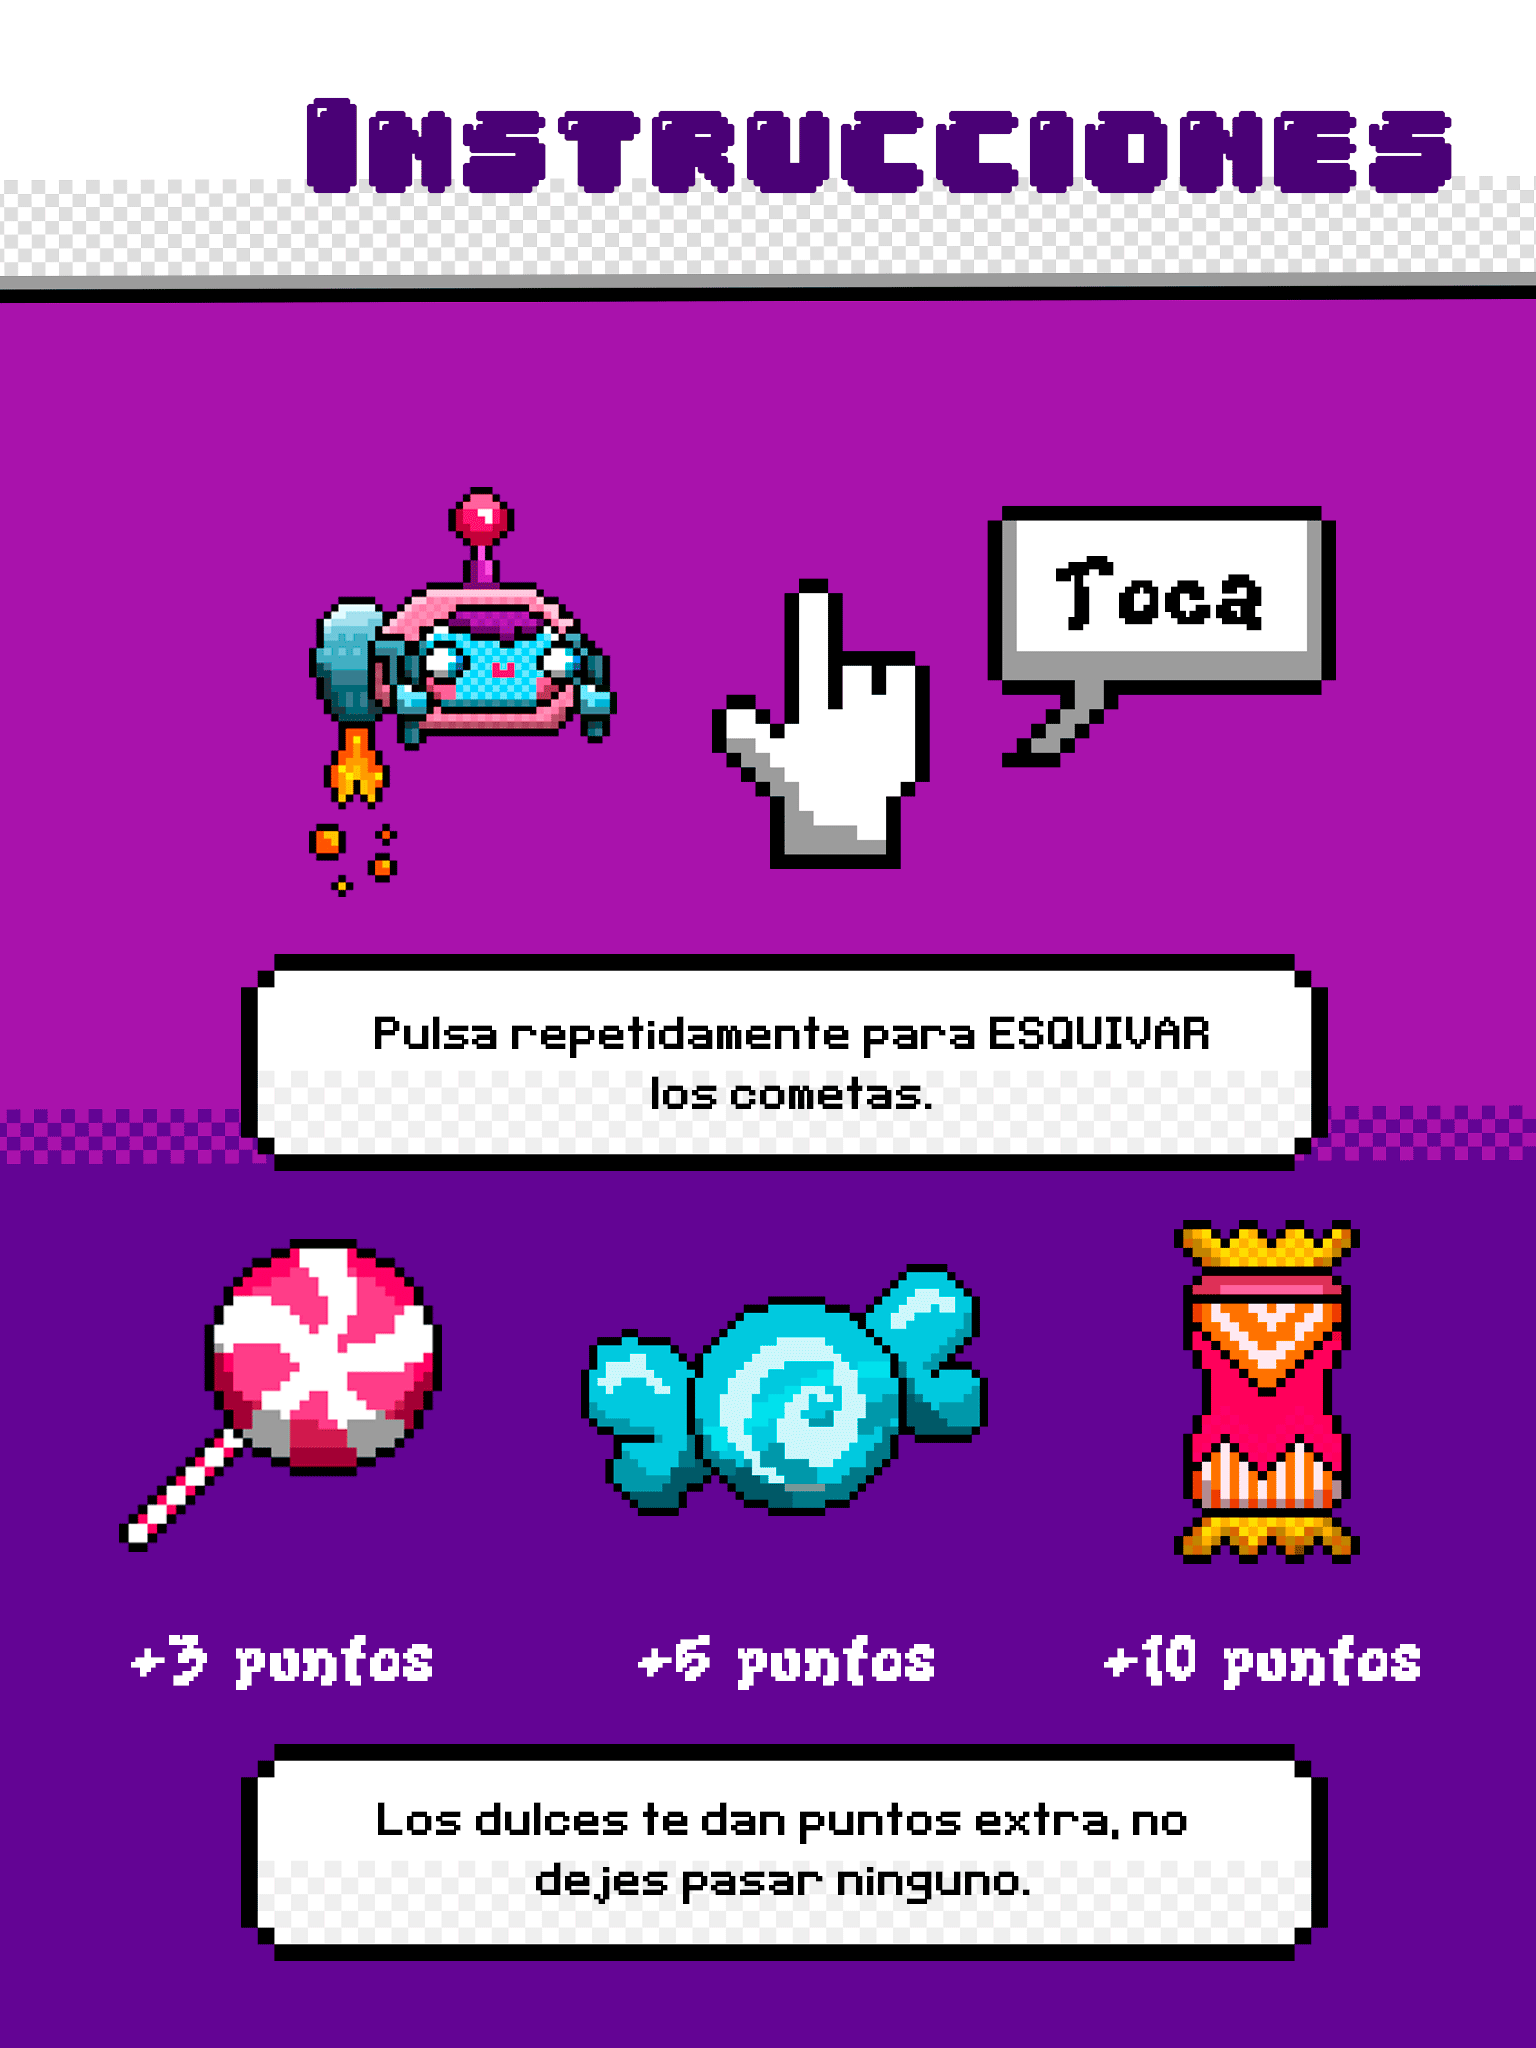 Instrucciones
Toca
Pulsa repetidamente para ESQUIVAR
los cometas.
+3 puntos
+6 puntos
+10 puntos
Los dulces te dan puntos extra, no
dejes pasar ninguno.